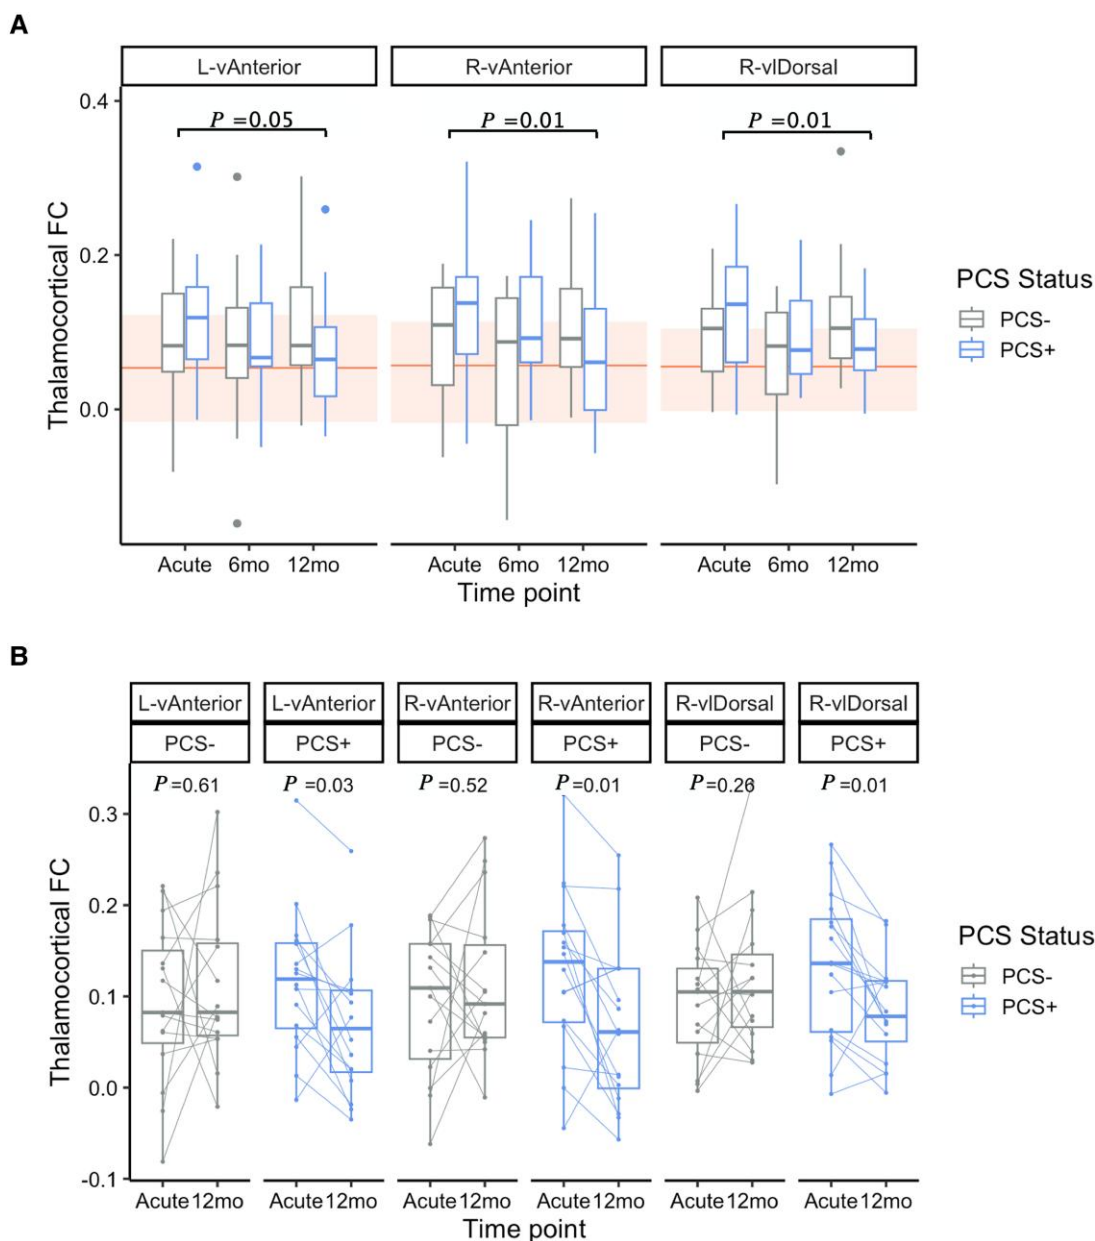 A
L-vAnterior R-vAnterior R-vlDorsal
0.4
P =0.05 P =0.01 P =0.01
0.2
0.0
Thalamocortical FC
PCS Status
PCS-
PCS+
Acute 6mo 12mo Acute 6mo 12mo Acute 6mo 12mo
Time point
B
L-vAnterior L-vAnterior R-vAnterior R-vAnterior R-vlDorsal R-vlDorsal
PCS- PCS+ PCS- PCS+ PCS- PCS+
P =0.61 P =0.03 P =0.52 P =0.01 P =0.26 P =0.01
0.3
0.2
0.1
0.0
-0.1
Thalamocortical FC
PCS Status
PCS-
PCS+
Acute 12mo Acute 12mo Acute 12mo Acute 12mo Acute 12mo Acute 12mo
Time point